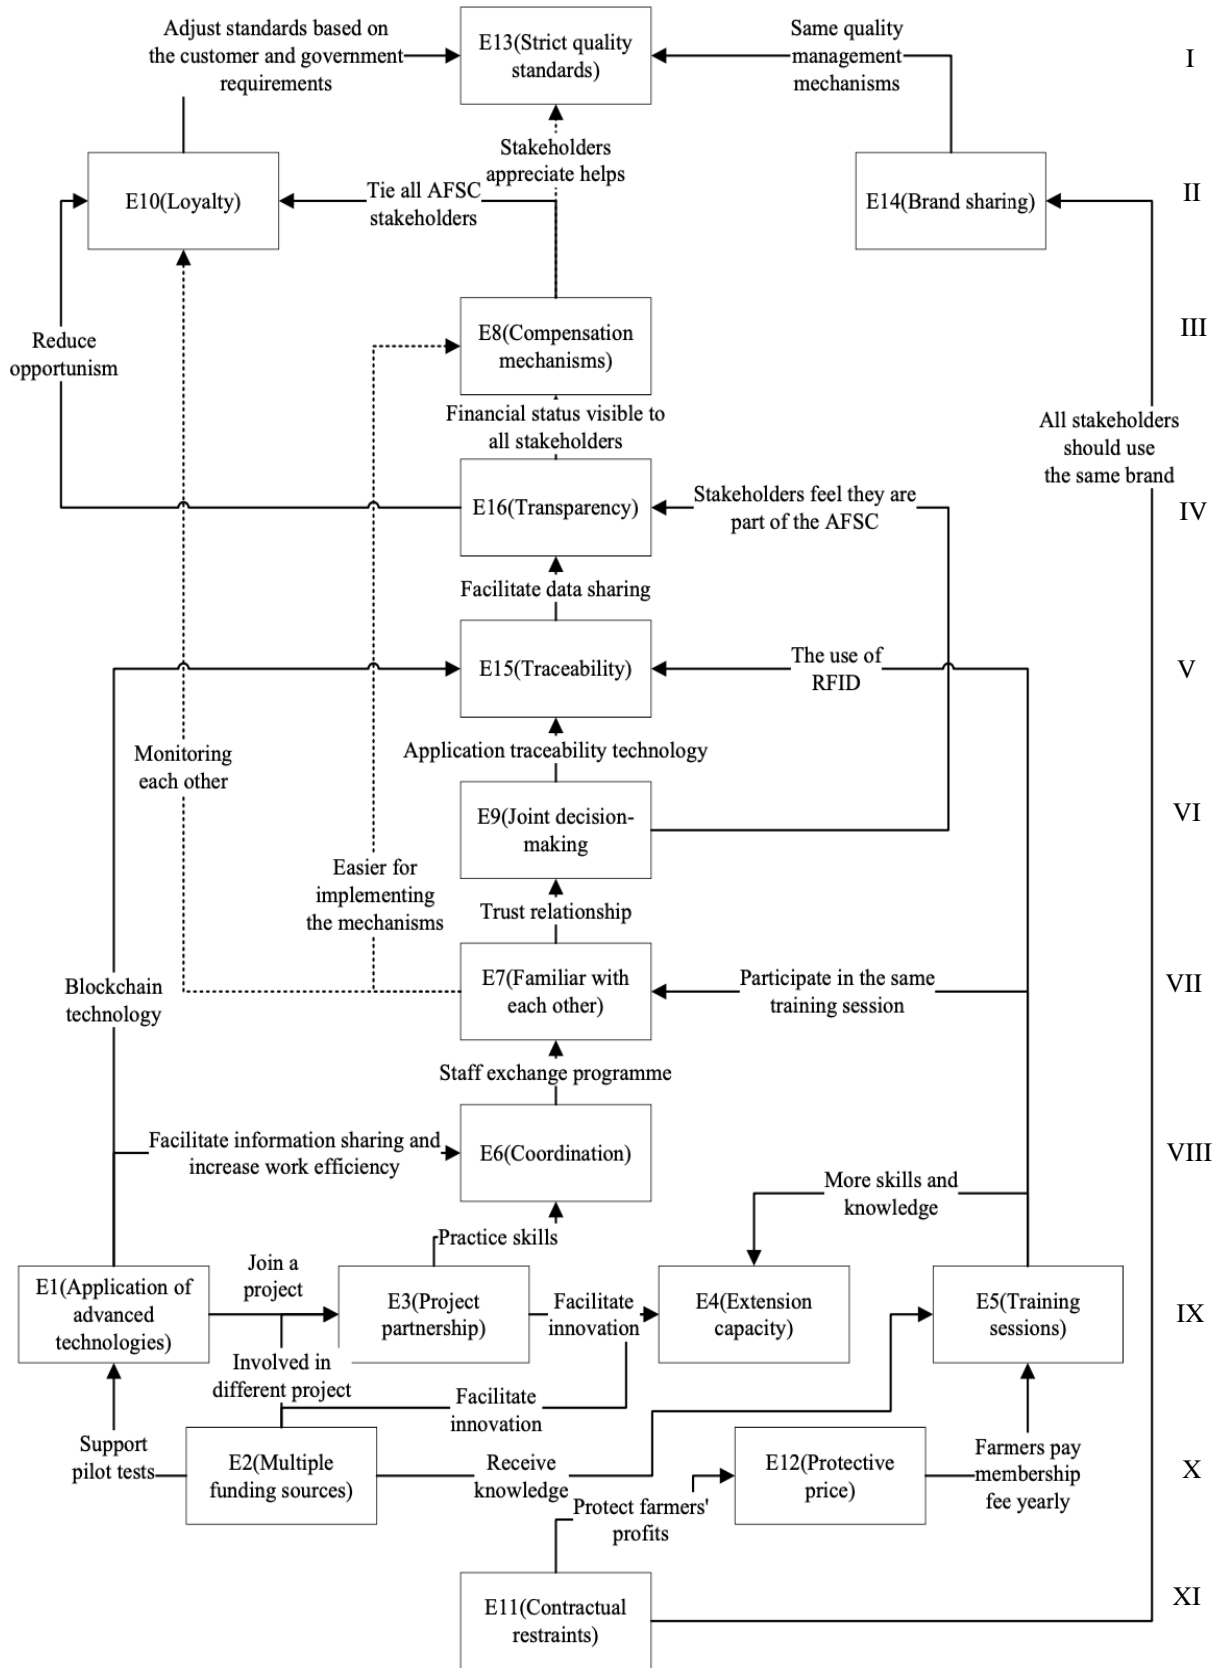 Adjust standards based on
the customer and government
requirements
E13(Strict quality
standards)
Same quality
management
mechanisms
I
Stakeholders
appreciate helps
E10(Loyalty)
Tie all AFSC
stakeholders
E14(Brand sharing)
II
Reduce
opportunism
E8(Compensation
mechanisms)
III
Financial status visible to
all stakeholders
All stakeholders
should use
the same brand
E16(Transparency)
Stakeholders feel they are
part of the AFSC
IV
Facilitate data sharing
E15(Traceability)
The use of
RFID
V
Monitoring
each other
Application traceability technology
E9(Joint decision-
making
VI
Easier for
implementing
the mechanisms
Trust relationship
Blockchain
technology
E7(Familiar with
each other)
Participate in the same
training session
VII
Staff exchange programme
Facilitate information sharing and
increase work efficiency
E6(Coordination)
VIII
More skills and
knowledge
Practice skills
E1(Application of
advanced
technologies)
Join a
project
E3(Project
partnership)
Facilitate
innovation
E4(Extension
capacity)
E5(Training
sessions)
IX
Involved in
different project
Facilitate
innovation
Support
pilot tests
E2(Multiple
funding sources)
Receive
knowledge
E12(Protective
price)
Farmers pay
membership
fee yearly
X
Protect farmers'
profits
E11(Contractual
restraints)
XI